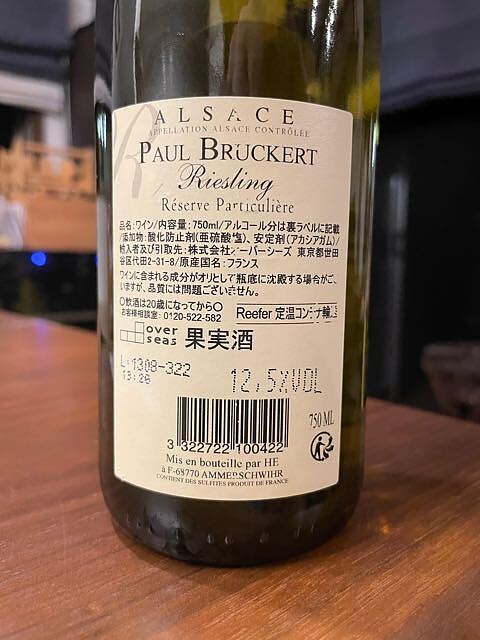 ALSACE
APPELLATION ALSACE CONTRÔLÉE
PAUL BRUCKERT
Riesling
Réserve Particulière
品名:ワイン/内容量:750ml/アルコール分は裏ラベルに記載
/添加物:酸化防止剤(亜硫酸塩)、安定剤(アカシアガム)/
輸入者及び引取先:株式会社オーバーシーズ 東京都世田
谷区代田2-31-8/原産国名:フランス
ワインに含まれる成分がオリとして瓶底に沈殿する場合がご
いますが、品質には問題ございません。
○飲酒は20歳になってから○
お客様相談室: 0120-522-582
Reefer 定温コンテナ輸送
over
seas 果実酒
L:1309-322
13:26
12,5%VOL
750 ML
3 322722 100422
Mis en bouteille par HE
à F-68770 AMMERSCHWIHR
CONTIENT DES SULFITES PRODUIT DE FRANCE